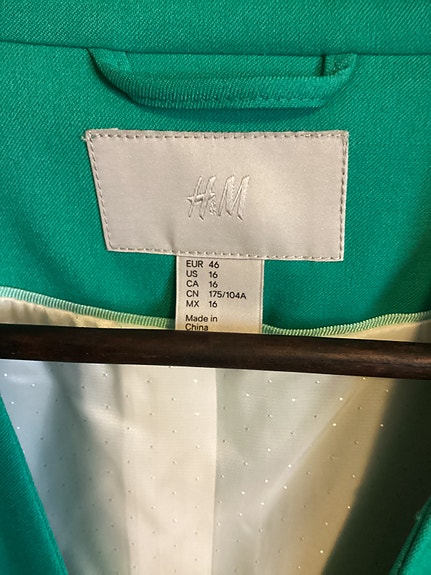 H&M
EUR 46
US 16
CA 16
CN 175/104A
MX 16
Made in
China